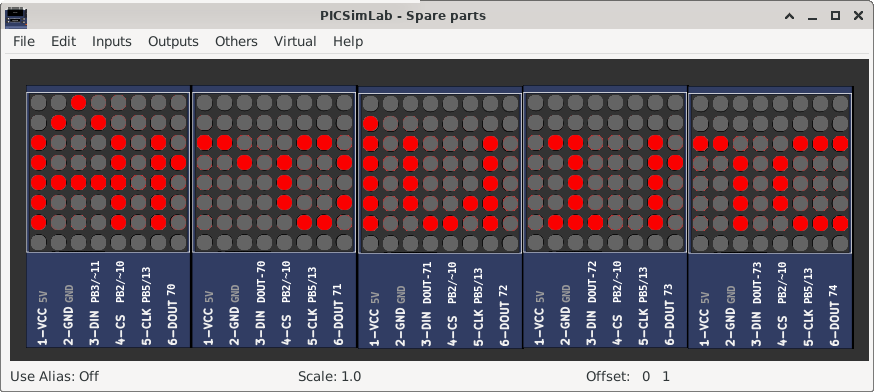 PICSimLab - Spare parts
File Edit Inputs Outputs Others Virtual Help
Arduino
1-VCC 5V
2-GND GND
3-DIN PB3/~11
4-CS PB2/~10
5-CLK PB5/13
6-DOUT 70
1-VCC 5V
2-GND GND
3-DIN DOUT-70
4-CS PB2/~10
5-CLK PB5/13
6-DOUT 71
1-VCC 5V
2-GND GND
3-DIN DOUT-71
4-CS PB2/~10
5-CLK PB5/13
6-DOUT 72
1-VCC 5V
2-GND GND
3-DIN DOUT-72
4-CS PB2/~10
5-CLK PB5/13
6-DOUT 73
1-VCC 5V
2-GND GND
3-DIN DOUT-73
4-CS PB2/~10
5-CLK PB5/13
6-DOUT 74
Use Alias: Off Scale: 1.0 Offset: 0 1